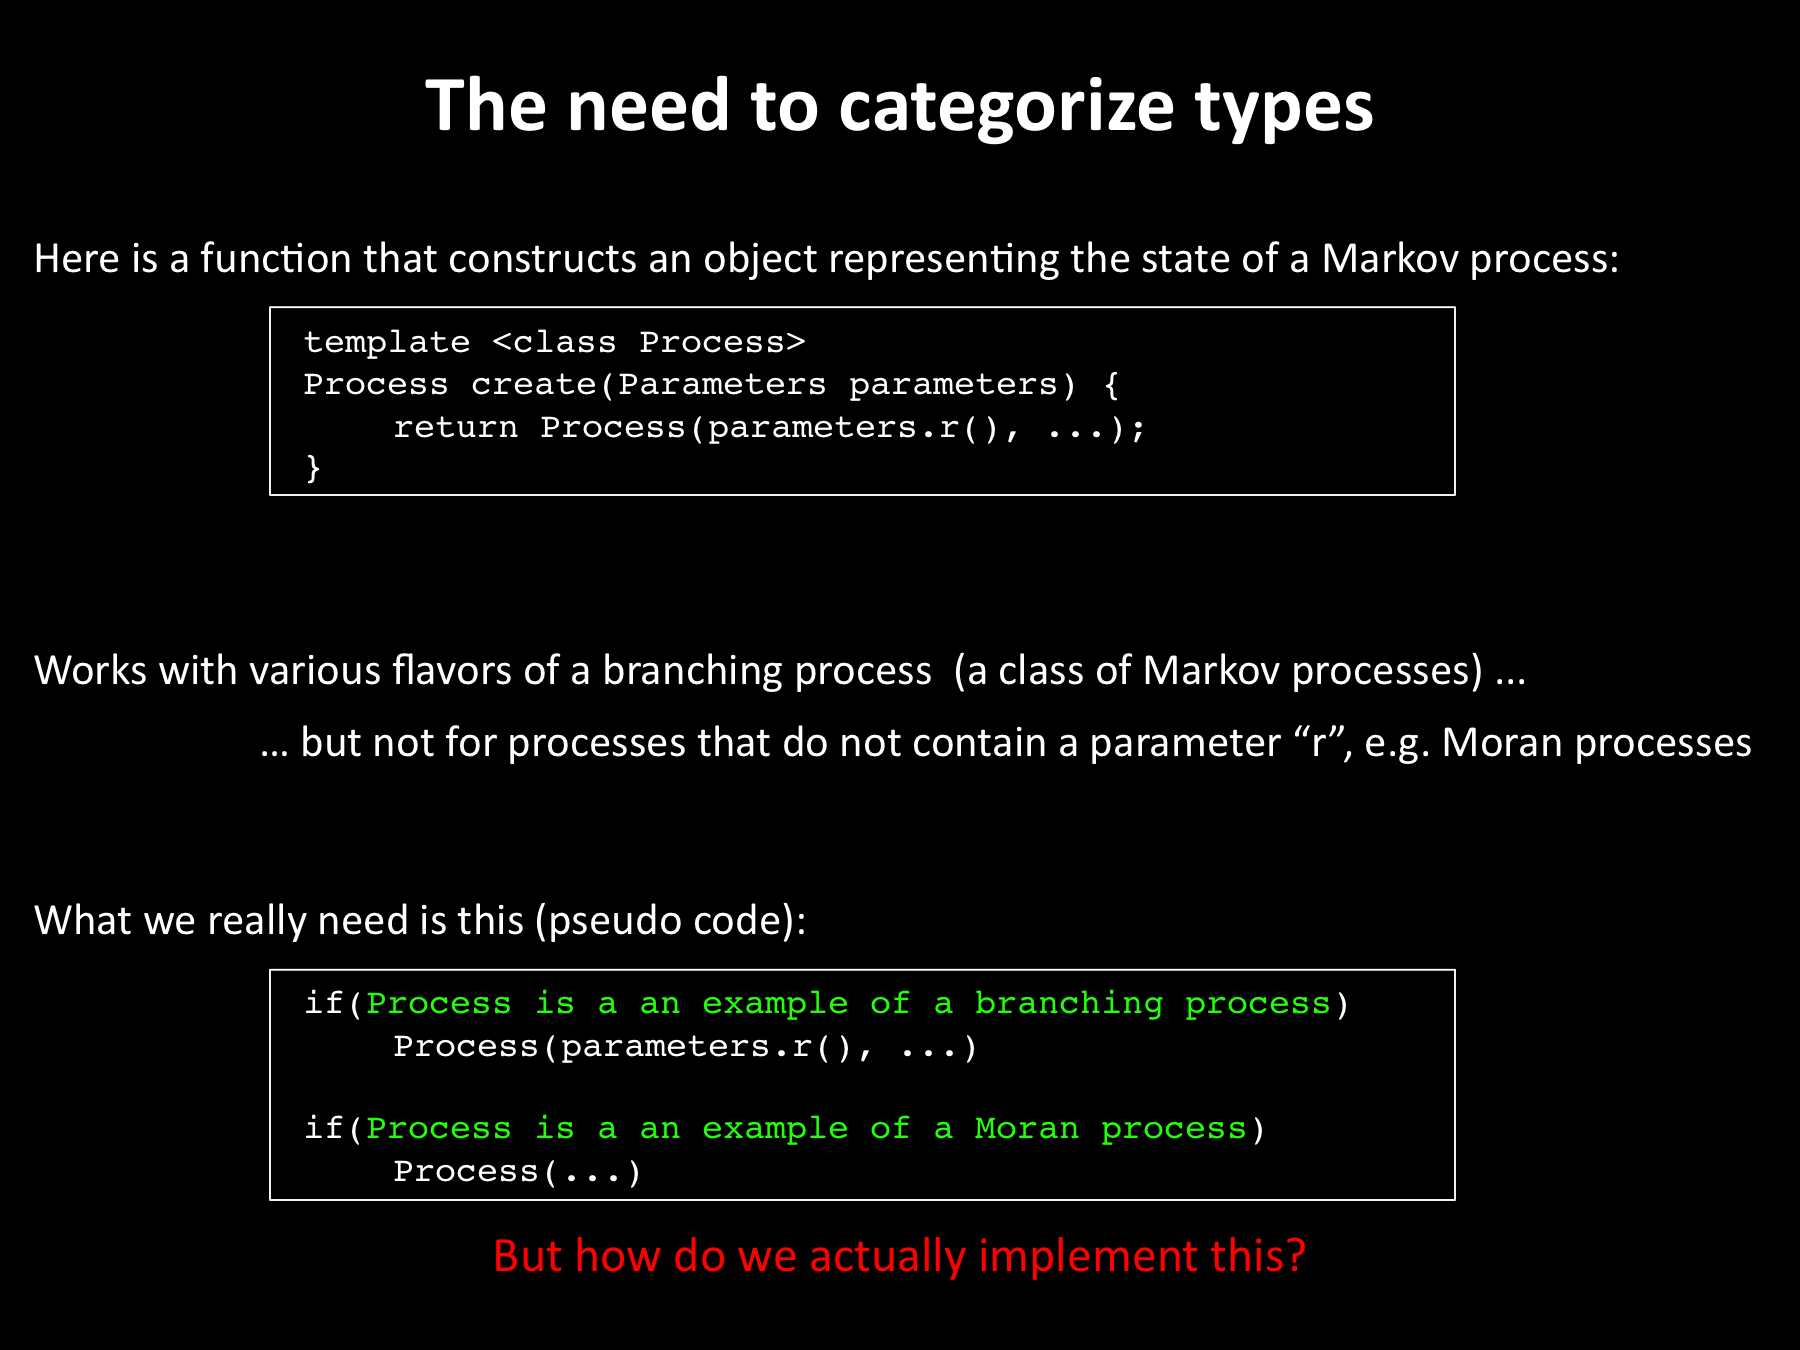 The need to categorize types
Here is a function that constructs an object representing the state of a Markov process:
template <class Process>
Process create(Parameters parameters) {
return Process(parameters.r(), ...);
}
Works with various flavors of a branching process  (a class of Markov processes) ...
... but not for processes that do not contain a parameter “r”, e.g. Moran processes
What we really need is this (pseudo code):
if(Process is a an example of a branching process)
Process(parameters.r(), ...)
if(Process is a an example of a Moran process)
Process(...)
But how do we actually implement this?